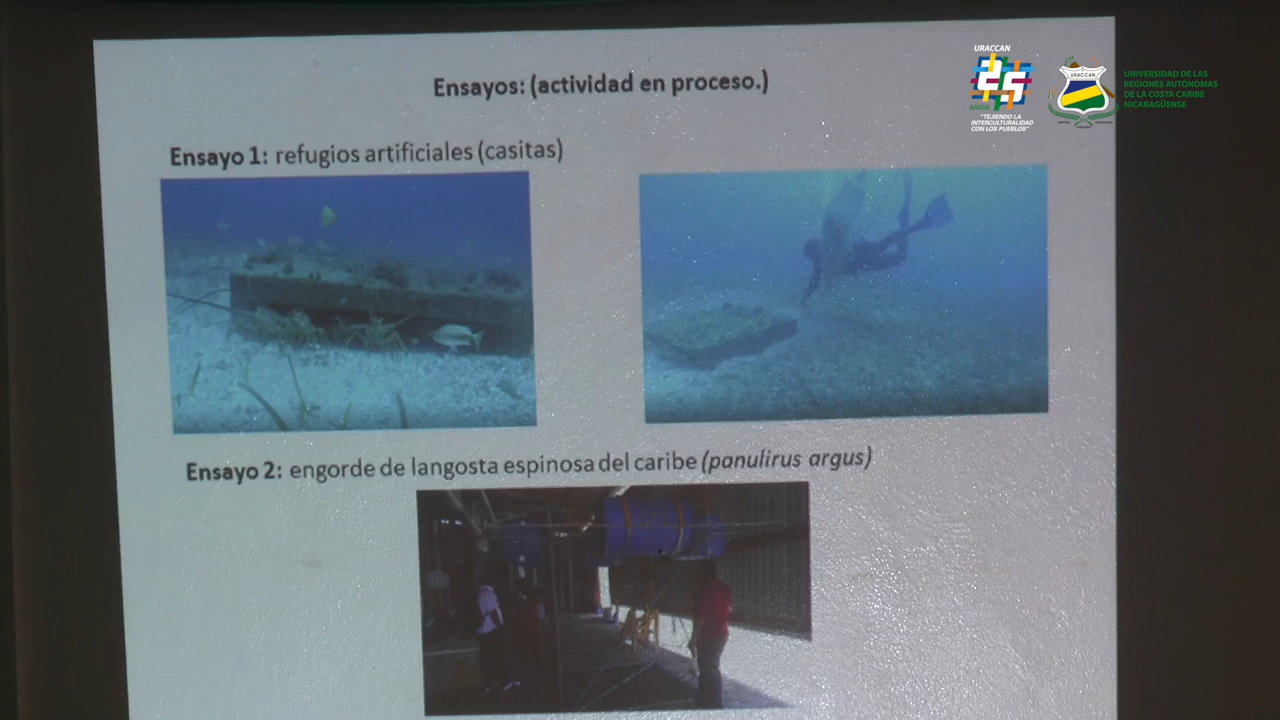 Ensayos: (actividad en proceso.)
URACCAN
AÑOS
"TEJIENDO LA
INTERCULTURALIDAD
CON LOS PUEBLOS"
URACCAN
UNIVERSIDAD DE LAS
REGIONES AUTÓNOMAS
DE LA COSTA CARIBE
NICARAGÜENSE
Ensayo 1: refugios artificiales (casitas)
Ensayo 2: engorde de langosta espinosa del caribe (panulirus argus)